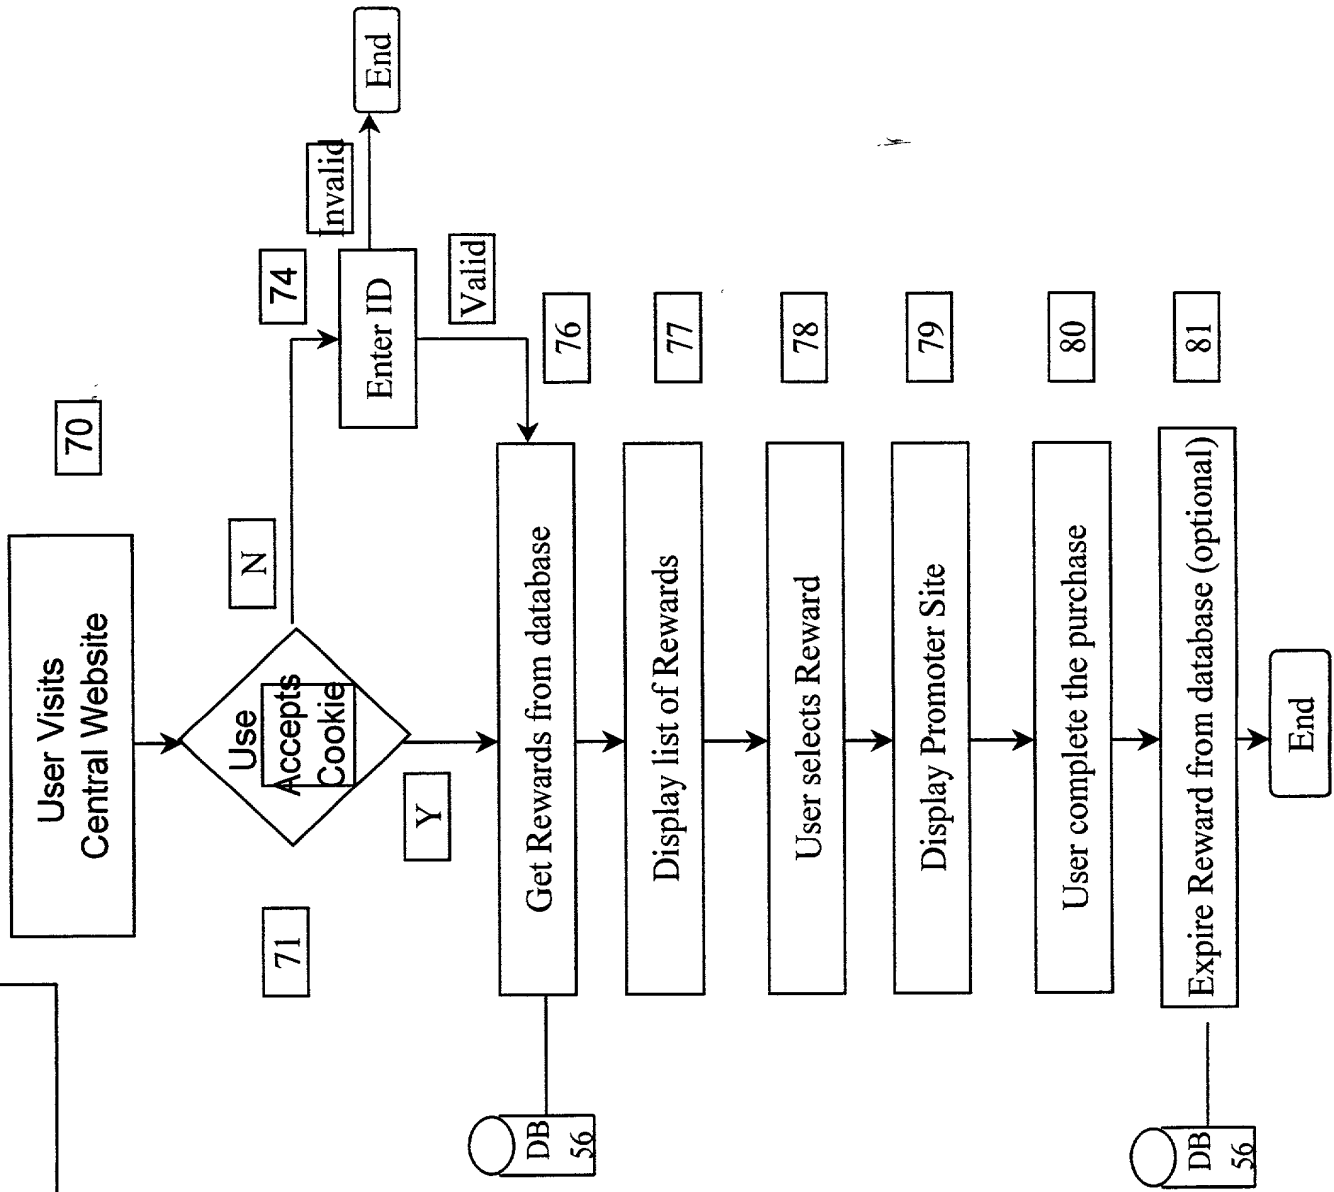 70
User Visits
Central Website
71
Use
Accepts
Cookie
N
74
Enter ID
Invalid
End
Valid
Y
76
Get Rewards from database
DB
56
77
Display list of Rewards
78
User selects Reward
79
Display Promoter Site
80
User complete the purchase
81
Expire Reward from database (optional)
DB
56
End